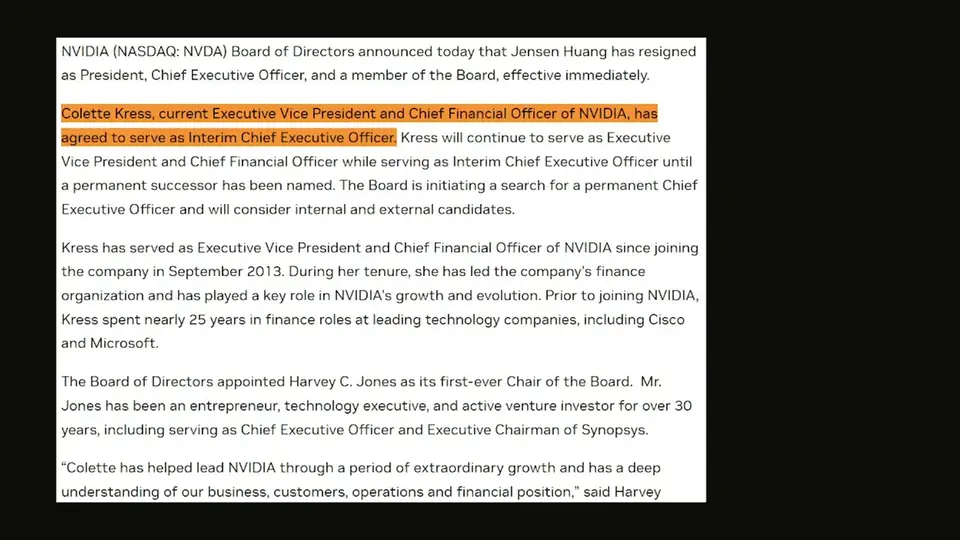 NVIDIA (NASDAQ: NVDA) Board of Directors announced today that Jensen Huang has resigned
as President, Chief Executive Officer, and a member of the Board, effective immediately.
Colette Kress, current Executive Vice President and Chief Financial Officer of NVIDIA, has
agreed to serve as Interim Chief Executive Officer. Kress will continue to serve as Executive
Vice President and Chief Financial Officer while serving as Interim Chief Executive Officer until
a permanent successor has been named. The Board is initiating a search for a permanent Chief
Executive Officer and will consider internal and external candidates.
Kress has served as Executive Vice President and Chief Financial Officer of NVIDIA since joining
the company in September 2013. During her tenure, she has led the company's finance
organization and has played a key role in NVIDIA's growth and evolution. Prior to joining NVIDIA,
Kress spent nearly 25 years in finance roles at leading technology companies, including Cisco
and Microsoft.
The Board of Directors appointed Harvey C. Jones as its first-ever Chair of the Board.  Mr.
Jones has been an entrepreneur, technology executive, and active venture investor for over 30
years, including serving as Chief Executive Officer and Executive Chairman of Synopsys.
“Colette has helped lead NVIDIA through a period of extraordinary growth and has a deep
understanding of our business, customers, operations and financial position,” said Harvey